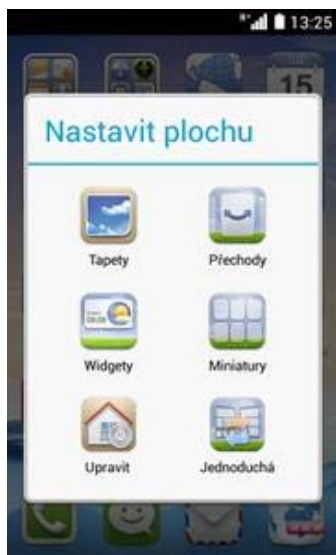 13:25
15
Nastavit plochu
Tapety
Přechody
Widgety
Miniatury
Upravit
Jednoduchá